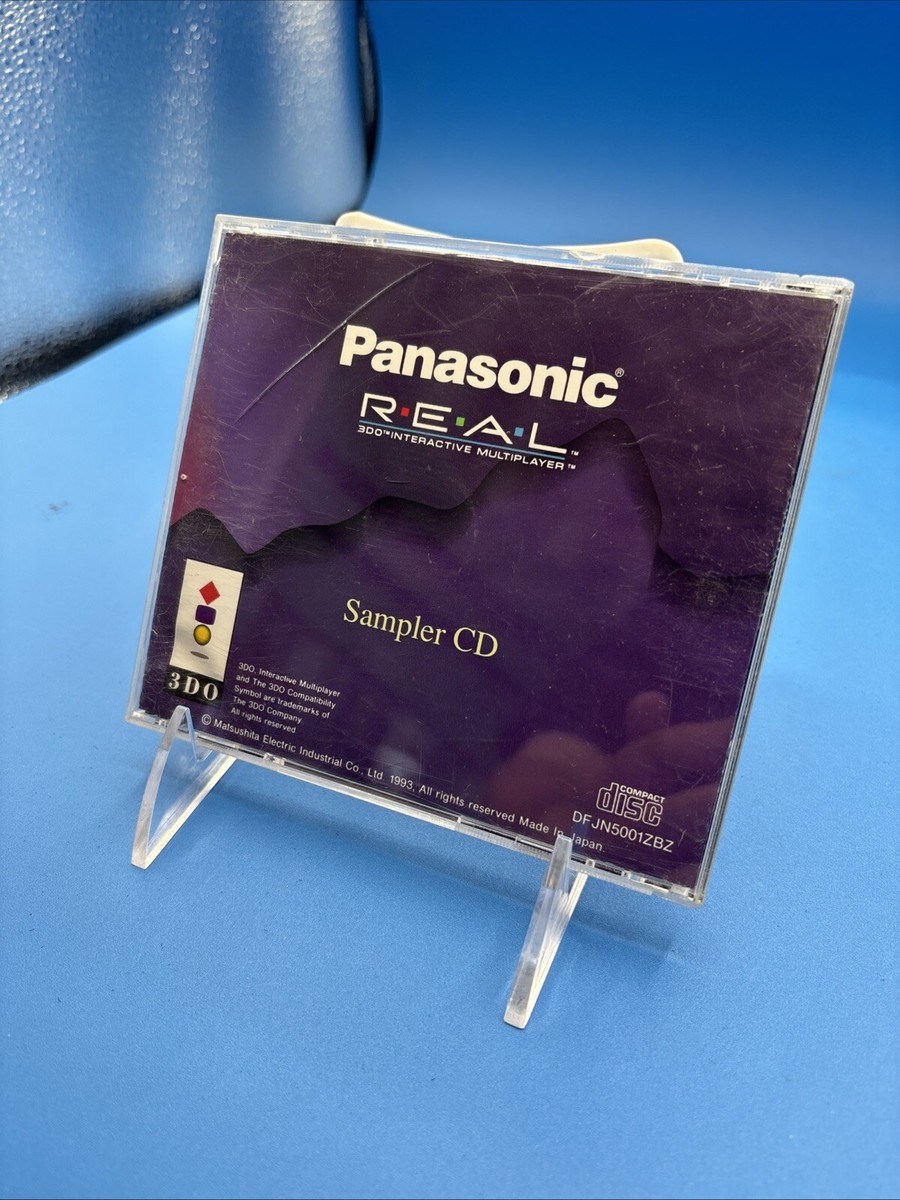 Panasonic®
R·E·A·L™
3DO™ INTERACTIVE MULTIPLAYER™
Sampler CD
3DO
3DO, Interactive Multiplayer
and The 3DO Compatibility
Symbol are trademarks of
The 3DO Company.
All rights reserved
© Matsushita Electric Industrial Co., Ltd. 1993, All rights reserved Made In Japan.
COMPACT
disc
DFJN5001ZBZ